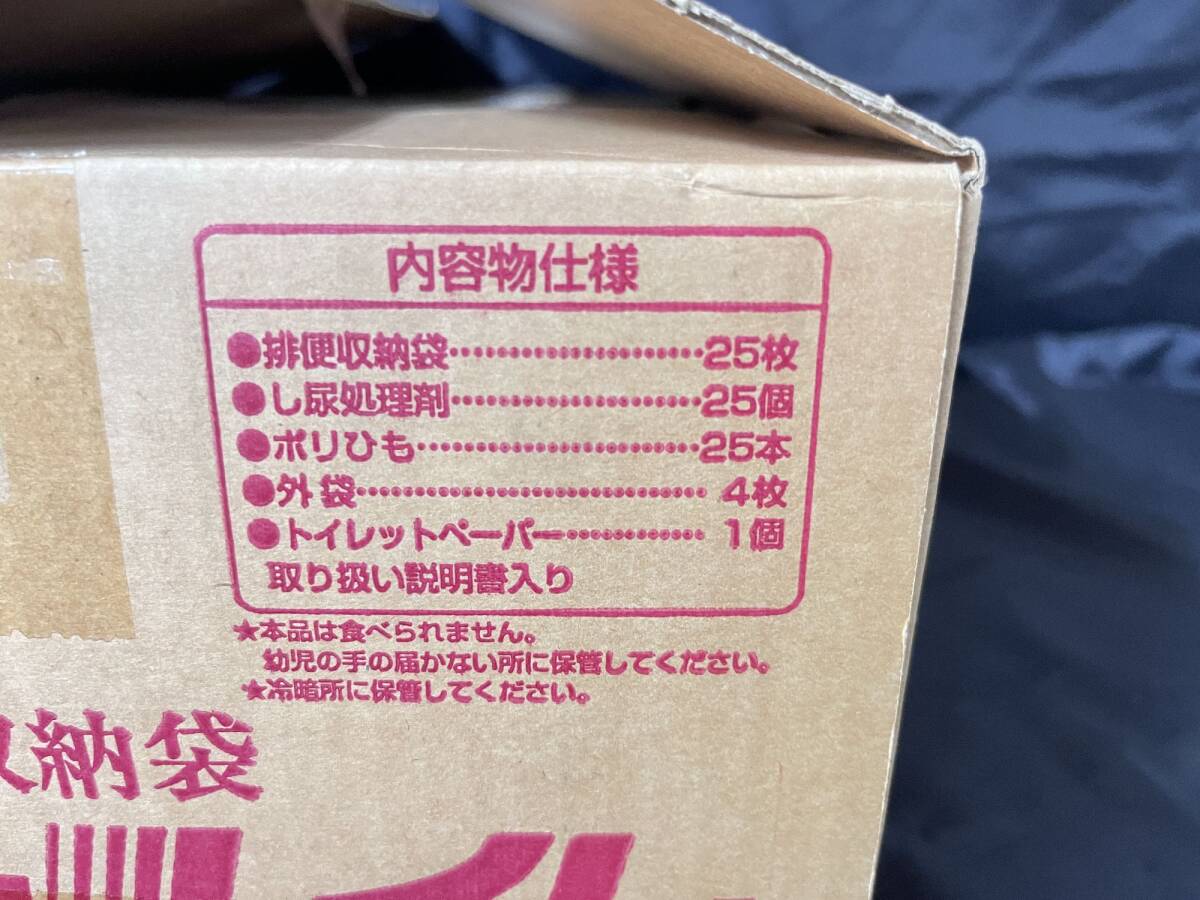 内容物仕様
●排便収納袋……………………25枚
●し尿処理剤……………………25個
●ポリひも………………………25本
●外袋…………………………… 4枚
●トイレットペーパー………… 1個
取り扱い説明書入り
★本品は食べられません。
幼児の手の届かない所に保管してください。
★冷暗所に保管してください。
収納袋